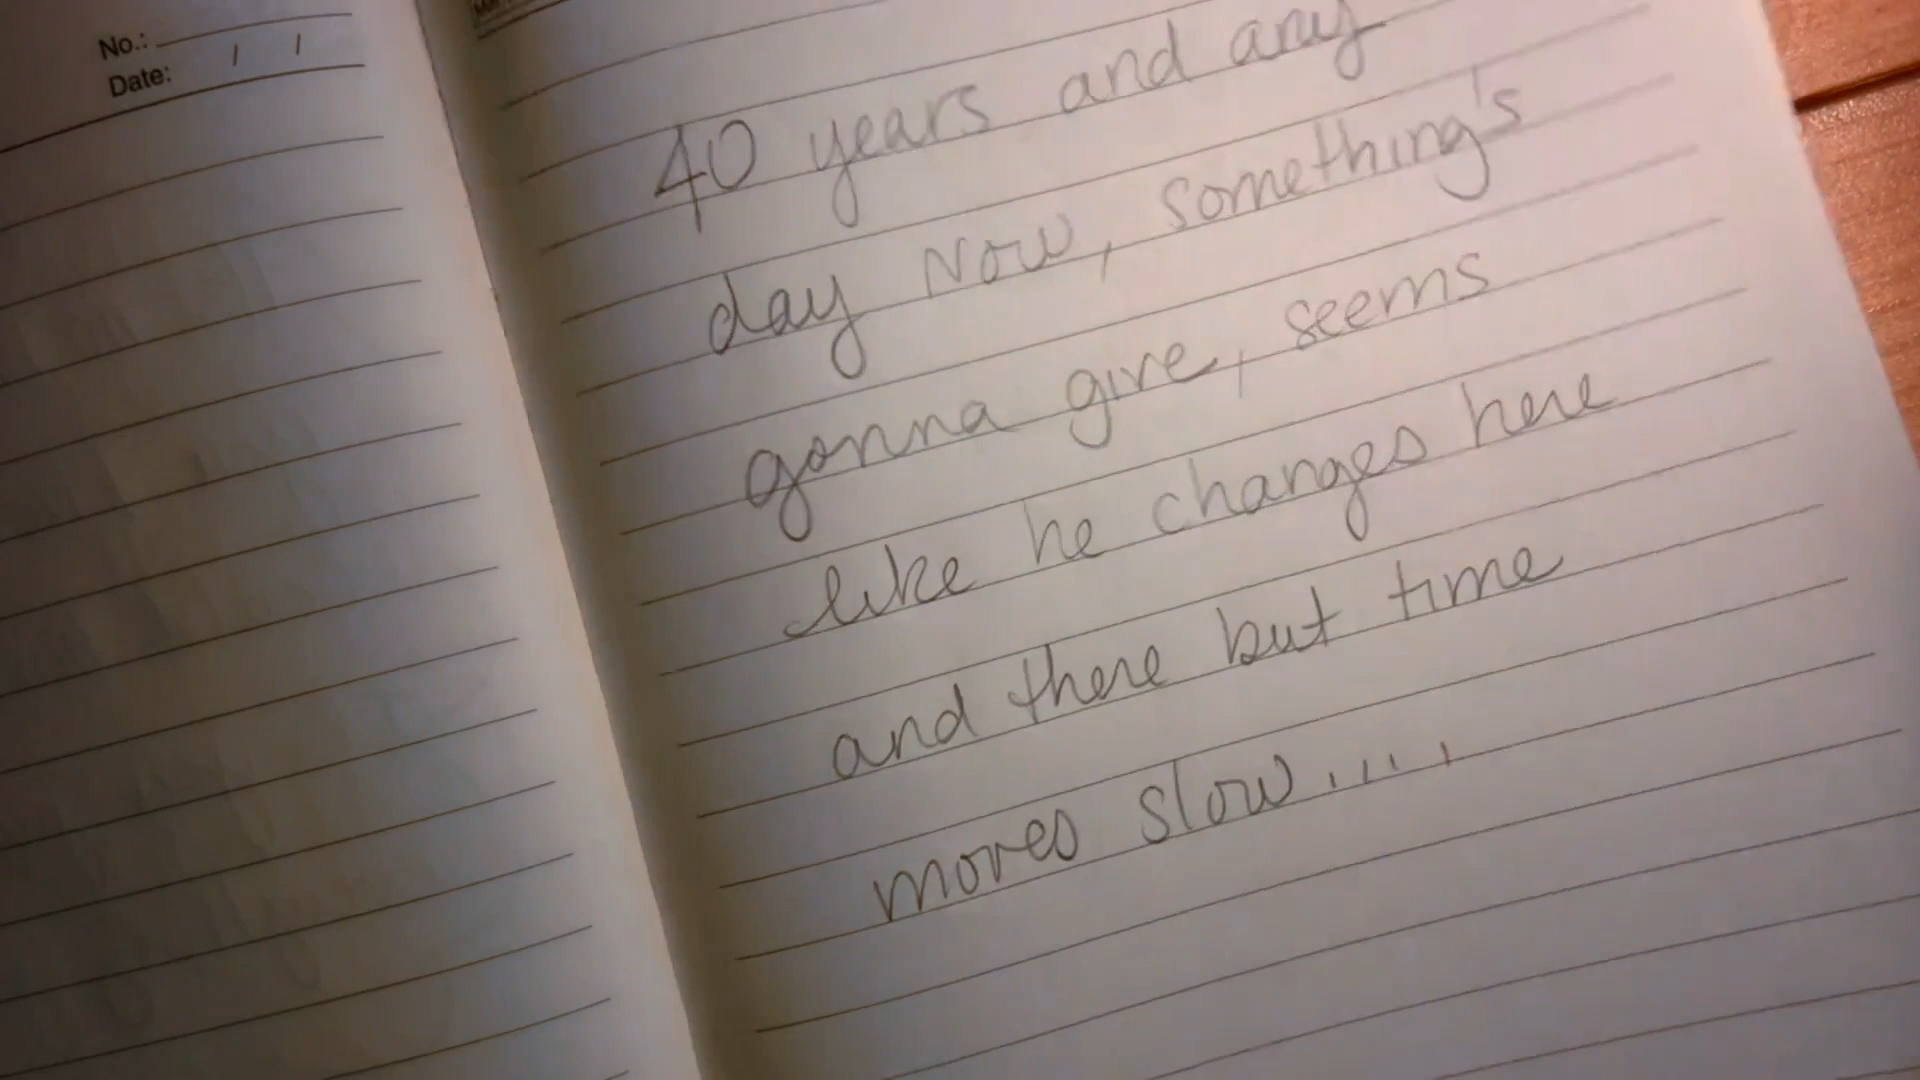 No.:
Date: / /
40 years and any
day Now, something's
gonna give, seems
like he changes here
and there but time
moves slow....